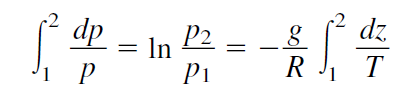 ∫₁² dp/p = ln p₂/p₁ = −g/R ∫₁² dz/T